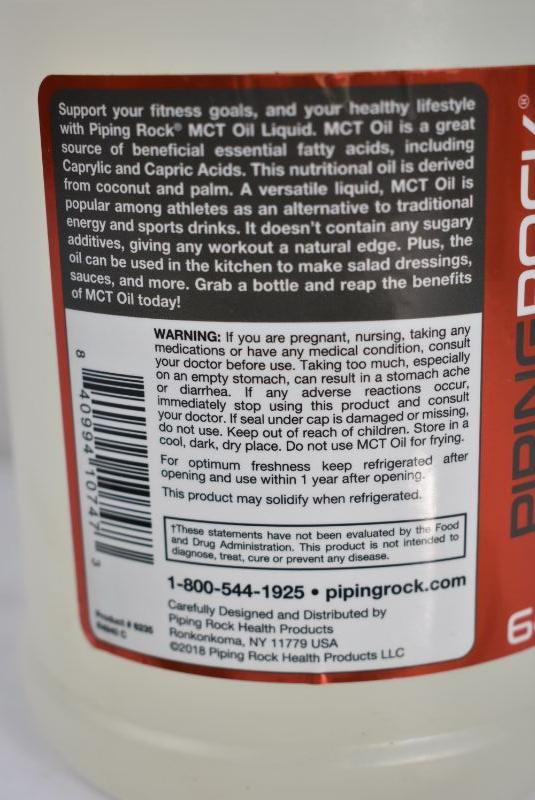 Support your fitness goals, and your healthy lifestyle
with Piping Rock® MCT Oil Liquid. MCT Oil is a great
source of beneficial essential fatty acids, including
Caprylic and Capric Acids. This nutritional oil is derived
from coconut and palm. A versatile liquid, MCT Oil is
popular among athletes as an alternative to traditional
energy and sports drinks. It doesn't contain any sugary
additives, giving any workout a natural edge. Plus, the
oil can be used in the kitchen to make salad dressings,
sauces, and more. Grab a bottle and reap the benefits
of MCT Oil today!
WARNING: If you are pregnant, nursing, taking any
medications or have any medical condition, consult
your doctor before use. Taking too much, especially
on an empty stomach, can result in a stomach ache
or diarrhea. If any adverse reactions occur,
immediately stop using this product and consult
your doctor. If seal under cap is damaged or missing,
do not use. Keep out of reach of children. Store in a
cool, dark, dry place. Do not use MCT Oil for frying.
For optimum freshness keep refrigerated after
opening and use within 1 year after opening.
This product may solidify when refrigerated.
†These statements have not been evaluated by the Food
and Drug Administration. This product is not intended to
diagnose, treat, cure or prevent any disease.
1-800-544-1925 • pipingrock.com
Carefully Designed and Distributed by
Piping Rock Health Products
Ronkonkoma, NY 11779 USA
©2018 Piping Rock Health Products LLC
8 40994 10747 3
Product # 6235
PIPINGROCK®
6